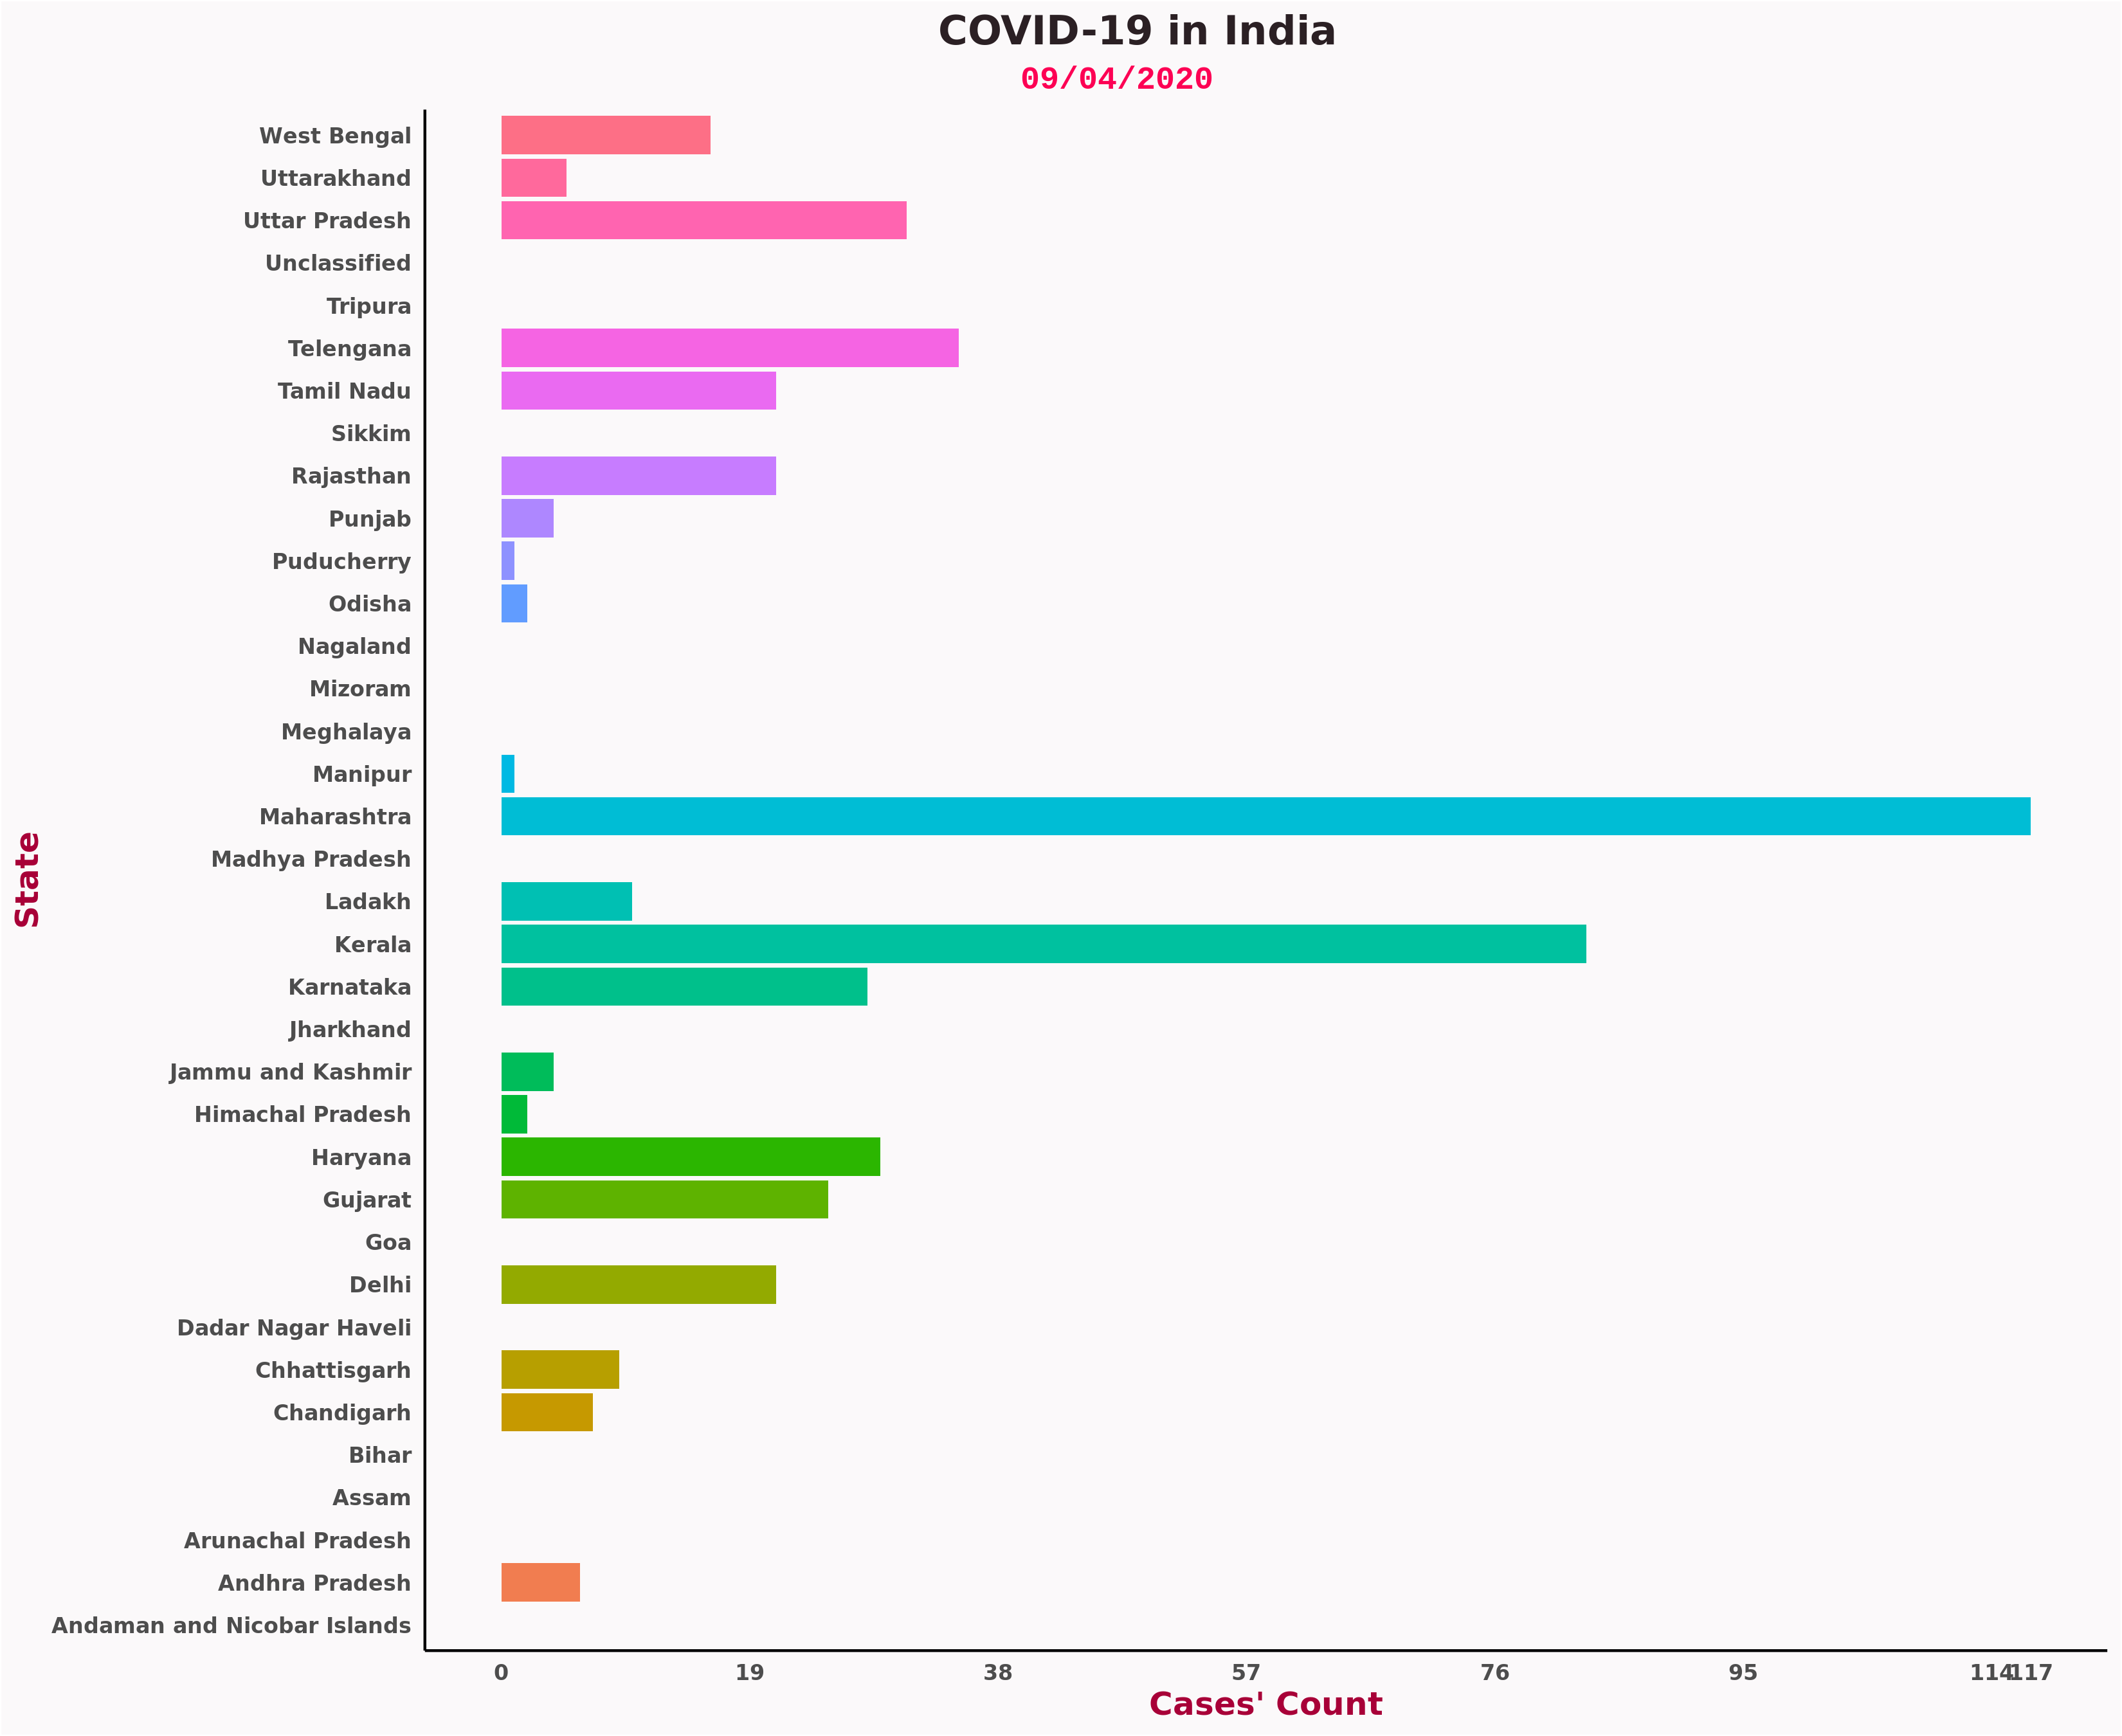 COVID-19 in India
09/04/2020
West Bengal
Uttarakhand
Uttar Pradesh
Unclassified
Tripura
Telengana
Tamil Nadu
Sikkim
Rajasthan
Punjab
Puducherry
Odisha
Nagaland
Mizoram
Meghalaya
Manipur
Maharashtra
Madhya Pradesh
Ladakh
Kerala
Karnataka
Jharkhand
Jammu and Kashmir
Himachal Pradesh
Haryana
Gujarat
Goa
Delhi
Dadar Nagar Haveli
Chhattisgarh
Chandigarh
Bihar
Assam
Arunachal Pradesh
Andhra Pradesh
Andaman and Nicobar Islands
State
0 19 38 57 76 95 114 117
Cases' Count